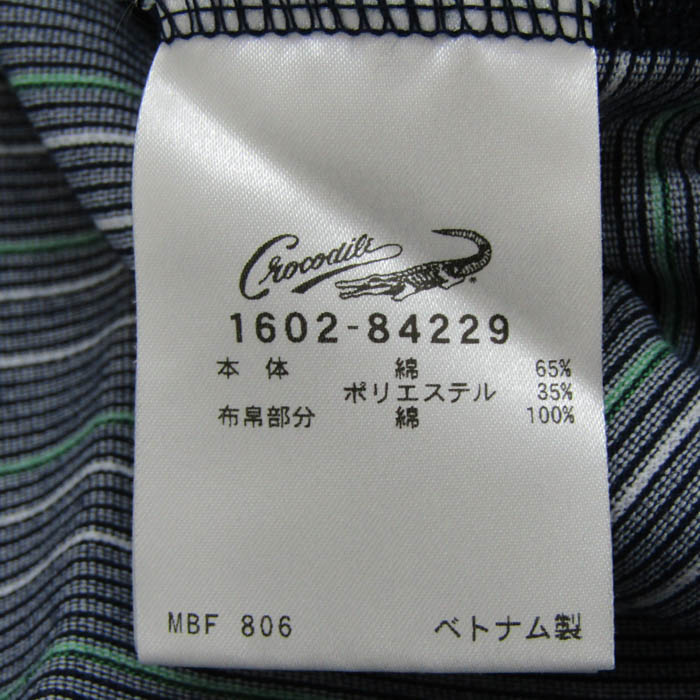 Crocodile ®
1602-84229
本体 綿 65%
ポリエステル 35%
布帛部分 綿 100%
MBF 806 ベトナム製